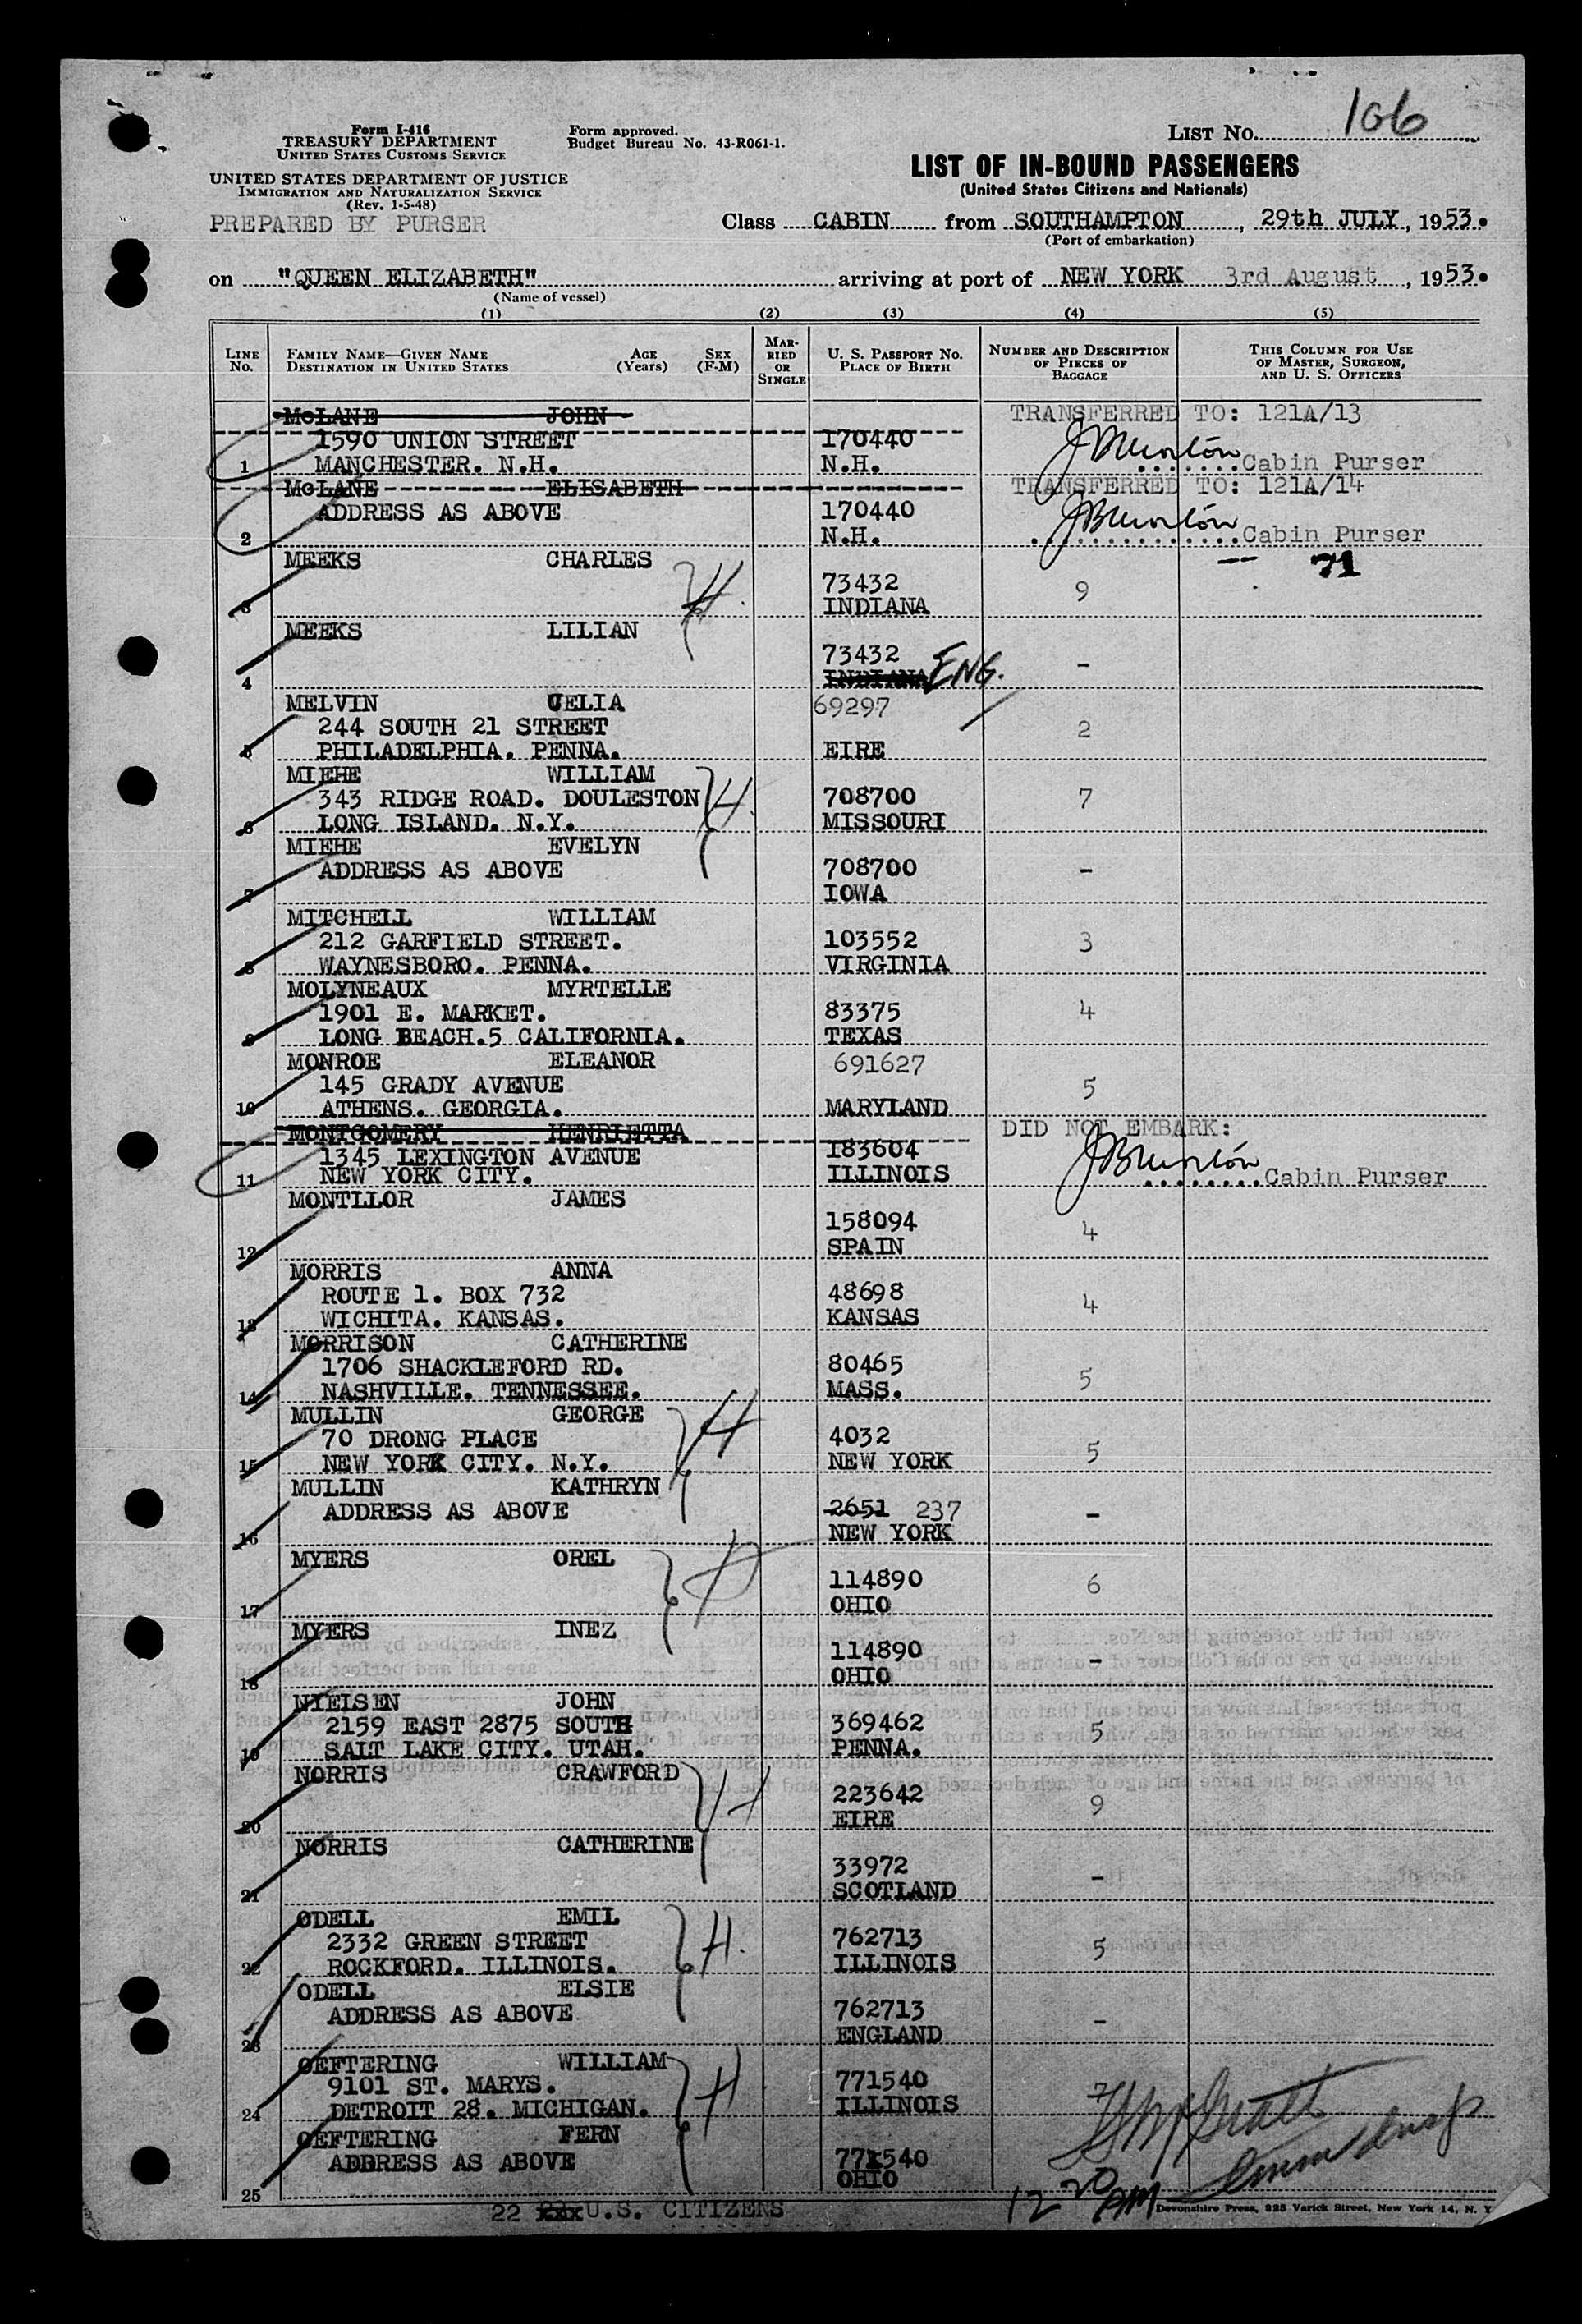 106
Form I-416
TREASURY DEPARTMENT
UNITED STATES CUSTOMS SERVICE
UNITED STATES DEPARTMENT OF JUSTICE
IMMIGRATION AND NATURALIZATION SERVICE
(Rev. 1-5-48)
PREPARED BY PURSER
Form approved.
Budget Bureau No. 43-R061-1.
LIST No.
LIST OF IN-BOUND PASSENGERS
(United States Citizens and Nationals)
Class CABIN from SOUTHAMPTON, 29th JULY, 1953.
(Port of embarkation)
on "QUEEN ELIZABETH" arriving at port of NEW YORK 3rd August, 1953.
(Name of vessel)
(1) (2) (3) (4) (5)
LINE No. FAMILY NAME—GIVEN NAME DESTINATION IN UNITED STATES AGE (Years) SEX (F-M) MARRIED OR SINGLE U. S. PASSPORT No. PLACE OF BIRTH NUMBER AND DESCRIPTION OF PIECES OF BAGGAGE THIS COLUMN FOR USE OF MASTER, SURGEON, AND U. S. OFFICERS
McLANE JOHN TRANSFERRED TO: 121A/13
1590 UNION STREET 170440
1 MANCHESTER. N.H. N.H. Cabin Purser
McLANE ELISABETH TRANSFERRED TO: 121A/14
ADDRESS AS ABOVE 170440
2 N.H. Cabin Purser
MEEKS CHARLES 71
73432 9
3 INDIANA
MEEKS LILIAN
73432 -
4 INDIANA ENG.
MELVIN CELIA 69297
244 SOUTH 21 STREET 2
5 PHILADELPHIA. PENNA. EIRE
MIEHE WILLIAM
343 RIDGE ROAD. DOULESTON 708700 7
6 LONG ISLAND. N.Y. MISSOURI
MIEHE EVELYN
ADDRESS AS ABOVE 708700 -
7 IOWA
MITCHELL WILLIAM
212 GARFIELD STREET. 103552 3
8 WAYNESBORO. PENNA. VIRGINIA
MOLYNEAUX MYRTELLE
1901 E. MARKET. 83375 4
9 LONG BEACH.5 CALIFORNIA. TEXAS
MONROE ELEANOR 691627
145 GRADY AVENUE 5
10 ATHENS. GEORGIA. MARYLAND
MONTGOMERY HENRIETTA DID NOT EMBARK:
1345 LEXINGTON AVENUE 183604
11 NEW YORK CITY. ILLINOIS Cabin Purser
MONTLLOR JAMES
158094 4
12 SPAIN
MORRIS ANNA
ROUTE 1. BOX 732 48698 4
13 WICHITA. KANSAS. KANSAS
MORRISON CATHERINE
1706 SHACKLEFORD RD. 80465 5
14 NASHVILLE. TENNESSEE. MASS.
MULLIN GEORGE
70 DRONG PLACE 4032 5
15 NEW YORK CITY. N.Y. NEW YORK
MULLIN KATHRYN
ADDRESS AS ABOVE 2651 237 -
16 NEW YORK
MYERS OREL
114890 6
17 OHIO
MYERS INEZ
114890 -
18 OHIO
NIELSEN JOHN
2159 EAST 2875 SOUTH 369462 5
19 SALT LAKE CITY. UTAH. PENNA.
NORRIS CRAWFORD
223642 9
20 EIRE
NORRIS CATHERINE
33972 -
21 SCOTLAND
ODELL EMIL
2332 GREEN STREET 762713 5
22 ROCKFORD. ILLINOIS. ILLINOIS
ODELL ELSIE
ADDRESS AS ABOVE 762713 -
23 ENGLAND
OEFTERING WILLIAM
9101 ST. MARYS. 771540 7
24 DETROIT 28. MICHIGAN. ILLINOIS
OEFTERING FERN
ADDRESS AS ABOVE 771540
25 OHIO
22 U.S. CITIZENS
12 20 PM
Devonshire Press, 225 Varick Street, New York 14, N. Y